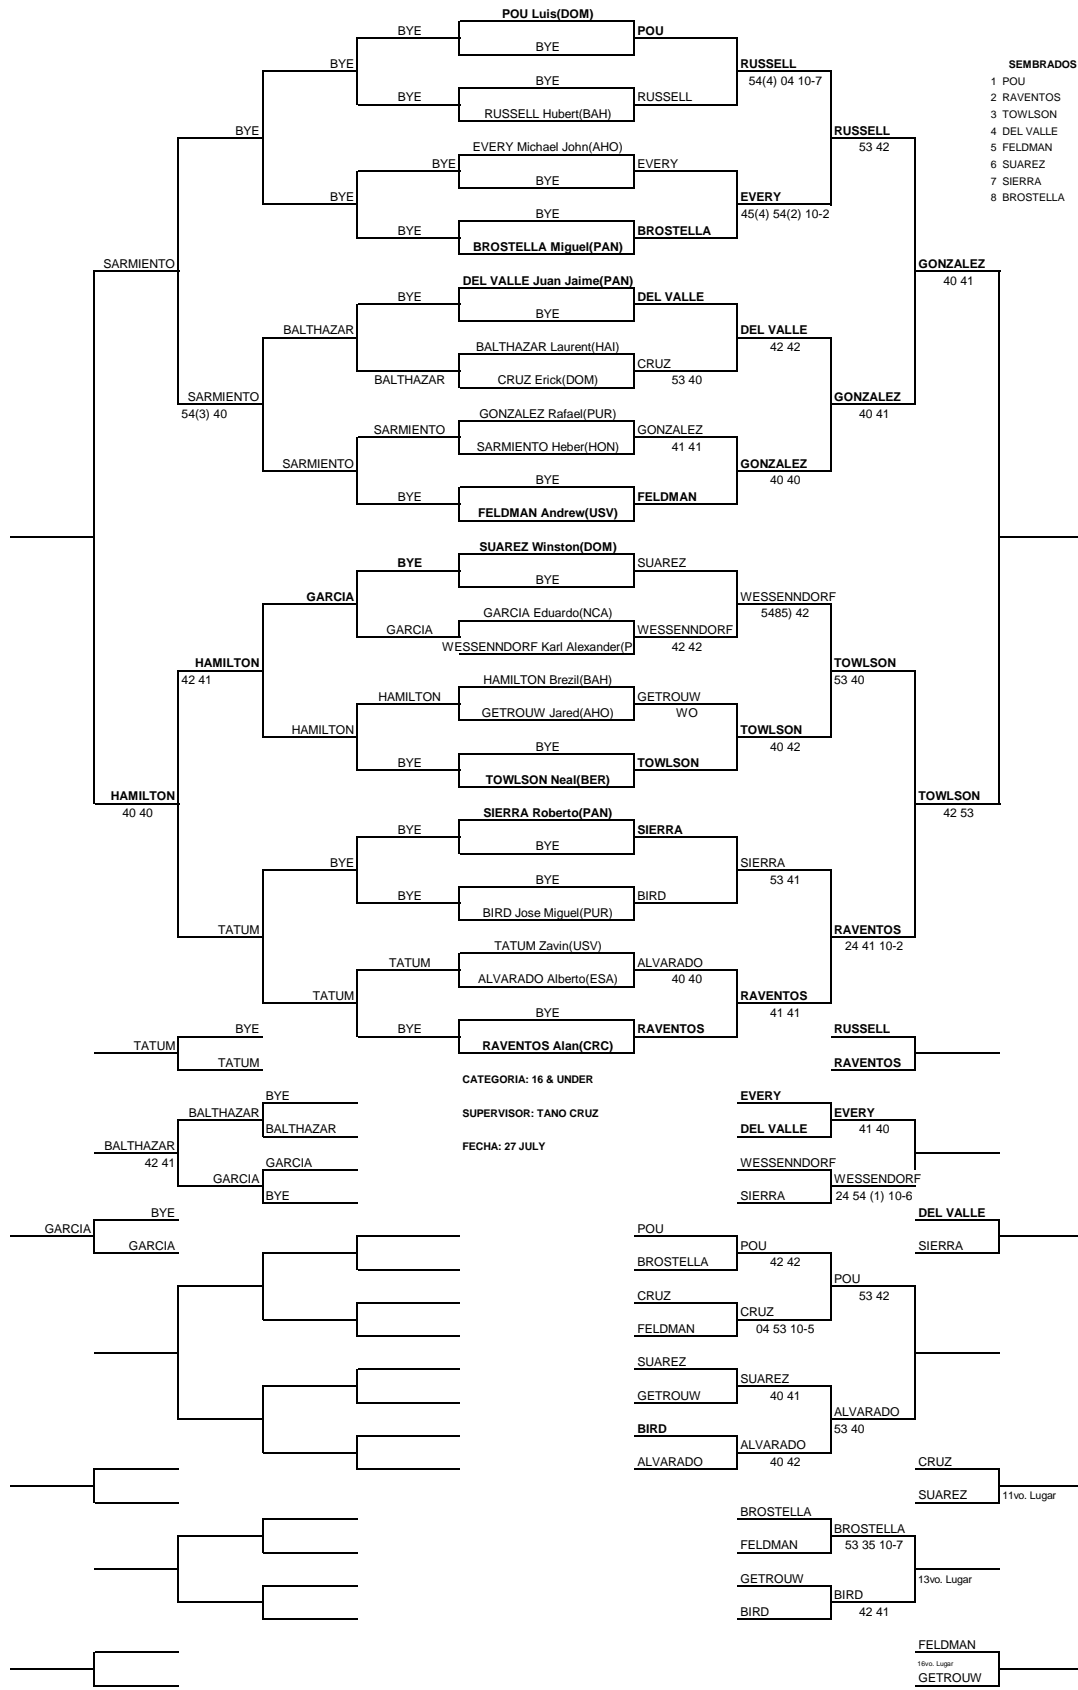 POU Luis(DOM)
BYE POU
BYE
BYE RUSSELL SEMBRADOS
54(4) 04 10-7 1 POU
BYE
BYE RUSSELL 2 RAVENTOS
RUSSELL Hubert(BAH) 3 TOWLSON
BYE RUSSELL 4 DEL VALLE
EVERY Michael John(AHO) 53 42 5 FELDMAN
BYE EVERY 6 SUAREZ
BYE 7 SIERRA
BYE EVERY 8 BROSTELLA
45(4) 54(2) 10-2
BYE
BYE BROSTELLA
BROSTELLA Miguel(PAN)
SARMIENTO GONZALEZ
DEL VALLE Juan Jaime(PAN) 40 41
BYE DEL VALLE
BYE
BALTHAZAR DEL VALLE
BALTHAZAR Laurent(HAI) 42 42
CRUZ
BALTHAZAR CRUZ Erick(DOM) 53 40
SARMIENTO GONZALEZ
54(3) 40 GONZALEZ Rafael(PUR) 40 41
SARMIENTO GONZALEZ
SARMIENTO Heber(HON) 41 41
SARMIENTO GONZALEZ
BYE 40 40
BYE FELDMAN
FELDMAN Andrew(USV)
SUAREZ Winston(DOM)
BYE SUAREZ
BYE
GARCIA WESSENNDORF
GARCIA Eduardo(NCA) 5485) 42
GARCIA WESSENNDORF
WESSENNDORF Karl Alexander(P 42 42
HAMILTON TOWLSON
42 41 HAMILTON Brezil(BAH) 53 40
HAMILTON GETROUW
GETROUW Jared(AHO) WO
HAMILTON TOWLSON
BYE 40 42
BYE TOWLSON
TOWLSON Neal(BER)
HAMILTON TOWLSON
40 40 SIERRA Roberto(PAN) 42 53
BYE SIERRA
BYE
BYE SIERRA
BYE 53 41
BYE BIRD
BIRD Jose Miguel(PUR)
TATUM RAVENTOS
TATUM Zavin(USV) 24 41 10-2
TATUM ALVARADO
ALVARADO Alberto(ESA) 40 40
TATUM RAVENTOS
BYE 41 41
BYE BYE RAVENTOS RUSSELL
TATUM RAVENTOS Alan(CRC)
TATUM RAVENTOS
CATEGORIA: 16 & UNDER
BYE EVERY
BALTHAZAR SUPERVISOR: TANO CRUZ EVERY
BALTHAZAR DEL VALLE 41 40
BALTHAZAR FECHA: 27 JULY
42 41 GARCIA WESSENNDORF
GARCIA WESSENDORF
BYE SIERRA 24 54 (1) 10-6
BYE DEL VALLE
GARCIA POU
GARCIA POU SIERRA
BROSTELLA 42 42
POU
CRUZ 53 42
CRUZ
FELDMAN 04 53 10-5
SUAREZ
SUAREZ
GETROUW 40 41
ALVARADO
BIRD 53 40
ALVARADO
ALVARADO 40 42 CRUZ
SUAREZ 11vo. Lugar
BROSTELLA
BROSTELLA
FELDMAN 53 35 10-7
13vo. Lugar
GETROUW
BIRD
BIRD 42 41
FELDMAN
16vo. Lugar
GETROUW